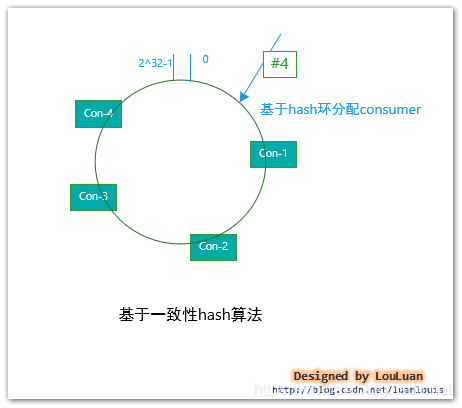 2^32-1
0
#4
基于hash环分配consumer
Con-4
Con-1
Con-3
Con-2
基于一致性hash算法
Designed by LouLuan
http://blog.csdn.net/luanlouis